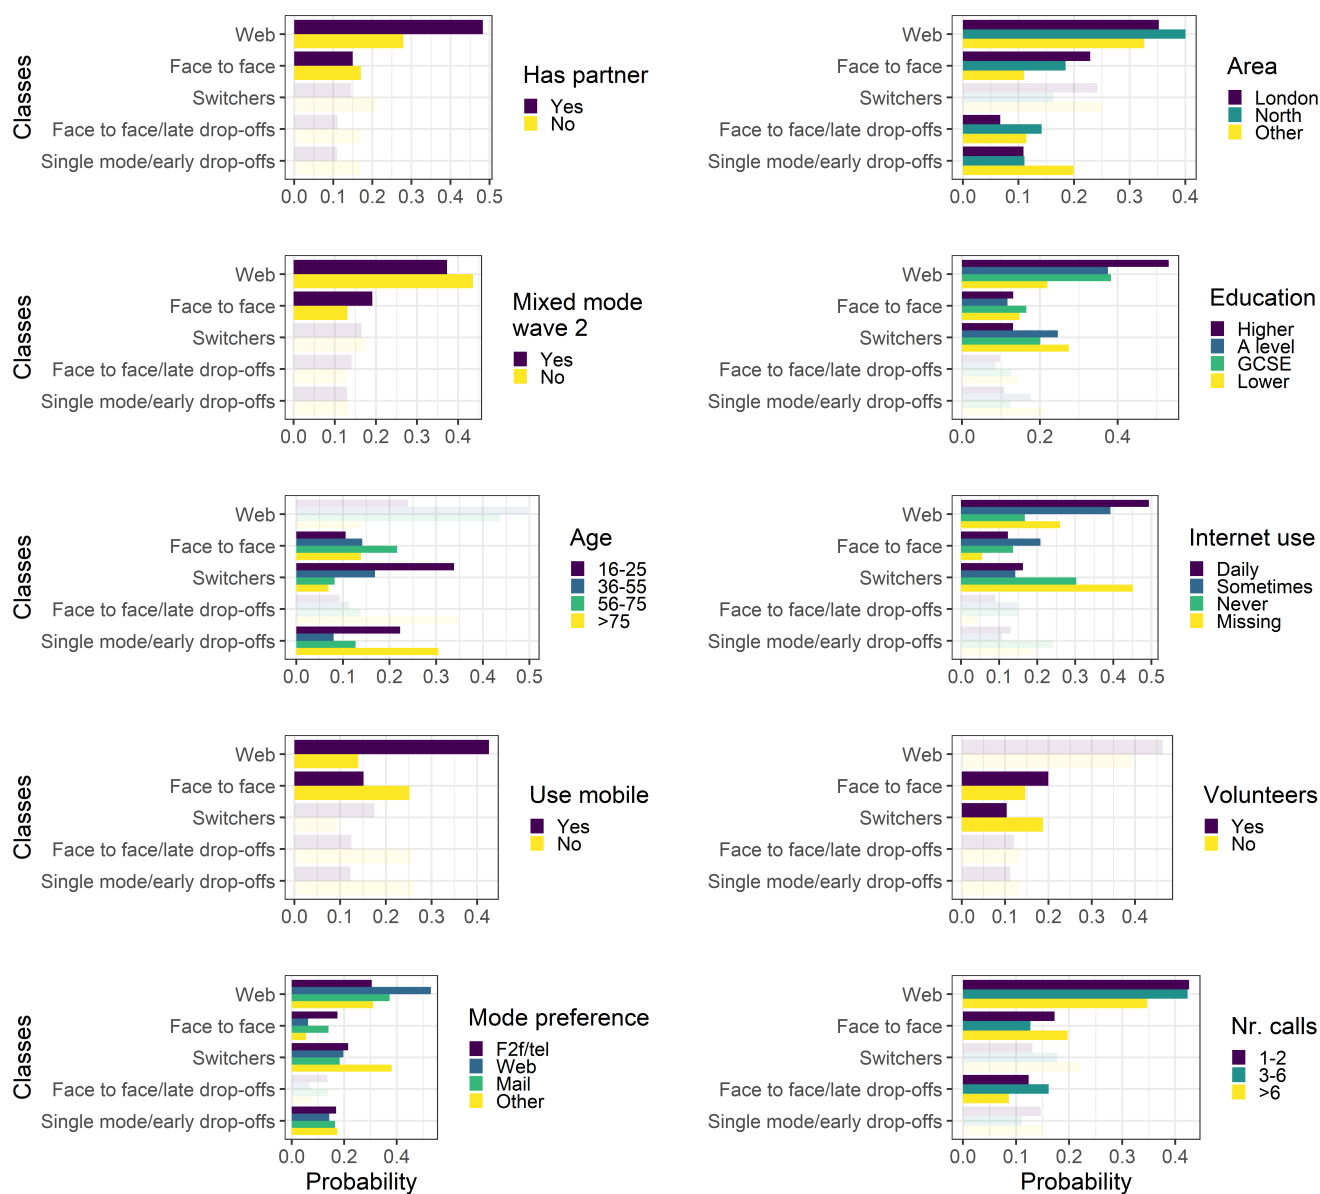 Classes
Web
Face to face
Switchers
Face to face/late drop-offs
Single mode/early drop-offs
0.0 0.1 0.2 0.3 0.4 0.5
Has partner
Yes
No
Web
Face to face
Switchers
Face to face/late drop-offs
Single mode/early drop-offs
0.0 0.1 0.2 0.3 0.4
Area
London
North
Other
Classes
Web
Face to face
Switchers
Face to face/late drop-offs
Single mode/early drop-offs
0.0 0.1 0.2 0.3 0.4
Mixed mode
wave 2
Yes
No
Web
Face to face
Switchers
Face to face/late drop-offs
Single mode/early drop-offs
0.0 0.2 0.4
Education
Higher
A level
GCSE
Lower
Classes
Web
Face to face
Switchers
Face to face/late drop-offs
Single mode/early drop-offs
0.0 0.1 0.2 0.3 0.4 0.5
Age
16-25
36-55
56-75
>75
Web
Face to face
Switchers
Face to face/late drop-offs
Single mode/early drop-offs
0.0 0.1 0.2 0.3 0.4 0.5
Internet use
Daily
Sometimes
Never
Missing
Classes
Web
Face to face
Switchers
Face to face/late drop-offs
Single mode/early drop-offs
0.0 0.1 0.2 0.3 0.4
Use mobile
Yes
No
Web
Face to face
Switchers
Face to face/late drop-offs
Single mode/early drop-offs
0.0 0.1 0.2 0.3 0.4
Volunteers
Yes
No
Classes
Web
Face to face
Switchers
Face to face/late drop-offs
Single mode/early drop-offs
0.0 0.2 0.4
Probability
Mode preference
F2f/tel
Web
Mail
Other
Web
Face to face
Switchers
Face to face/late drop-offs
Single mode/early drop-offs
0.0 0.1 0.2 0.3 0.4
Probability
Nr. calls
1-2
3-6
>6